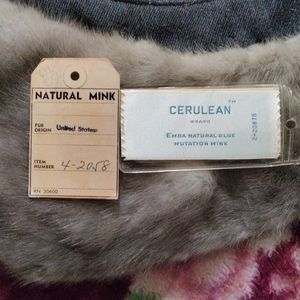 NATURAL MINK
FUR
ORIGIN United States
ITEM
NUMBER 4-2058
RN 30600
CERULEAN ™
BRAND
EMBA NATURAL BLUE
MUTATION MINK